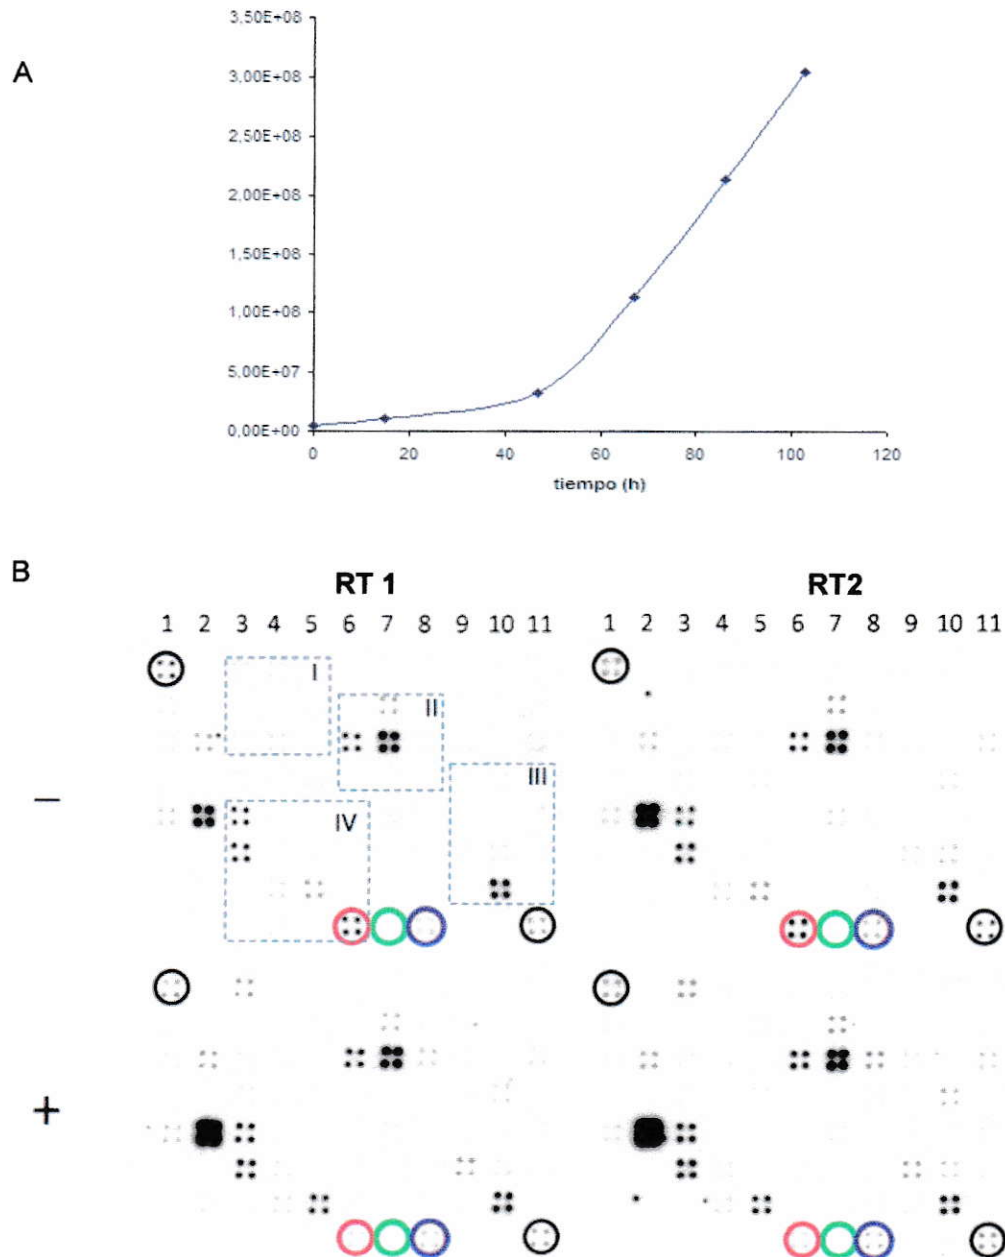 A
3,50E+08
3,00E+08
2,50E+08
2,00E+08
1,50E+08
1,00E+08
5,00E+07
0,00E+00
0 20 40 60 80 100 120
tiempo (h)
B
RT 1 RT2
1 2 3 4 5 6 7 8 9 10 11 1 2 3 4 5 6 7 8 9 10 11
I
II
III
IV
–
+